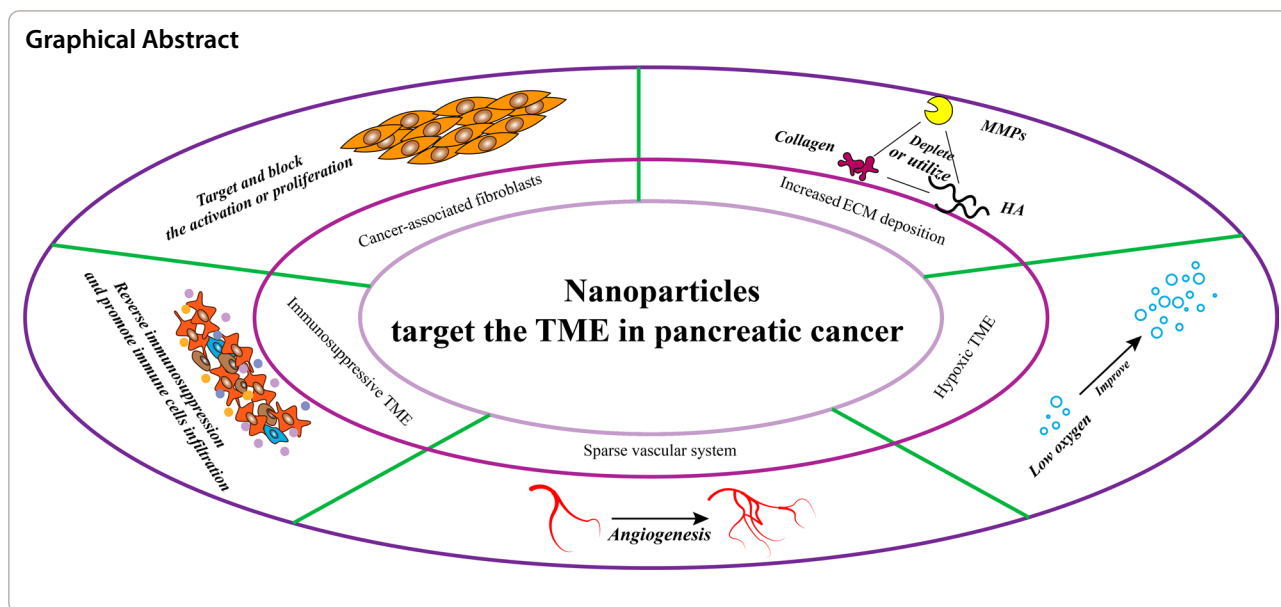 Graphical Abstract
Target and block
the activation or proliferation
Cancer-associated fibroblasts
MMPs
Collagen
Deplete
or utilize
HA
Increased ECM deposition
Nanoparticles
target the TME in pancreatic cancer
Reverse immunosuppression
and promote immune cells infiltration
Immunosuppressive TME
Hypoxic TME
Improve
Low oxygen
Sparse vascular system
Angiogenesis